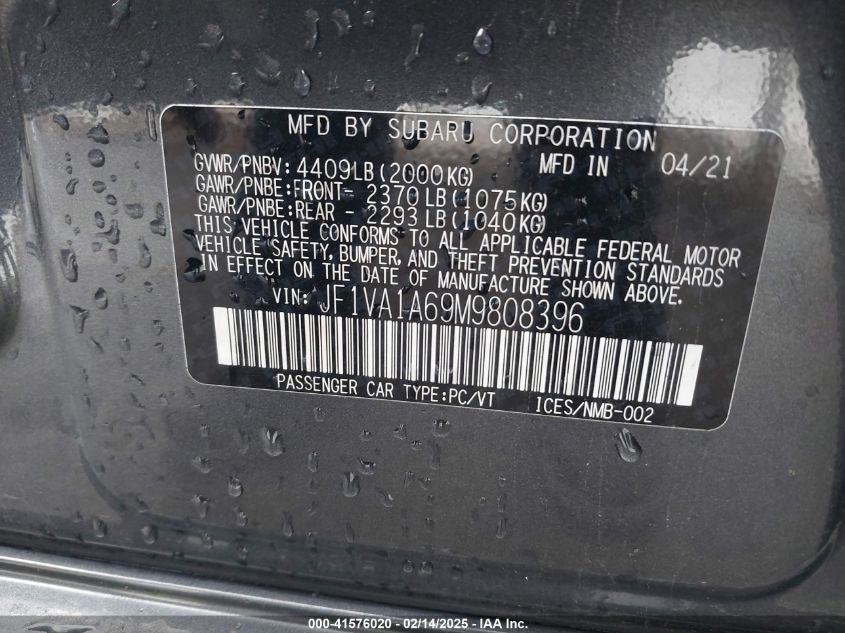 MFD BY SUBARU CORPORATION
GVWR/PNBV: 4409LB(2000KG) MFD IN 04/21
GAWR/PNBE:FRONT- 2370 LB(1075KG)
GAWR/PNBE:REAR - 2293 LB(1040KG)
THIS VEHICLE CONFORMS TO ALL APPLICABLE FEDERAL MOTOR
VEHICLE SAFETY, BUMPER, AND THEFT PREVENTION STANDARDS
IN EFFECT ON THE DATE OF MANUFACTURE SHOWN ABOVE.
VIN: JF1VA1A69M9808396
PASSENGER CAR TYPE:PC/VT ICES/NMB-002
000-41576020 - 02/14/2025 - IAA, Inc.